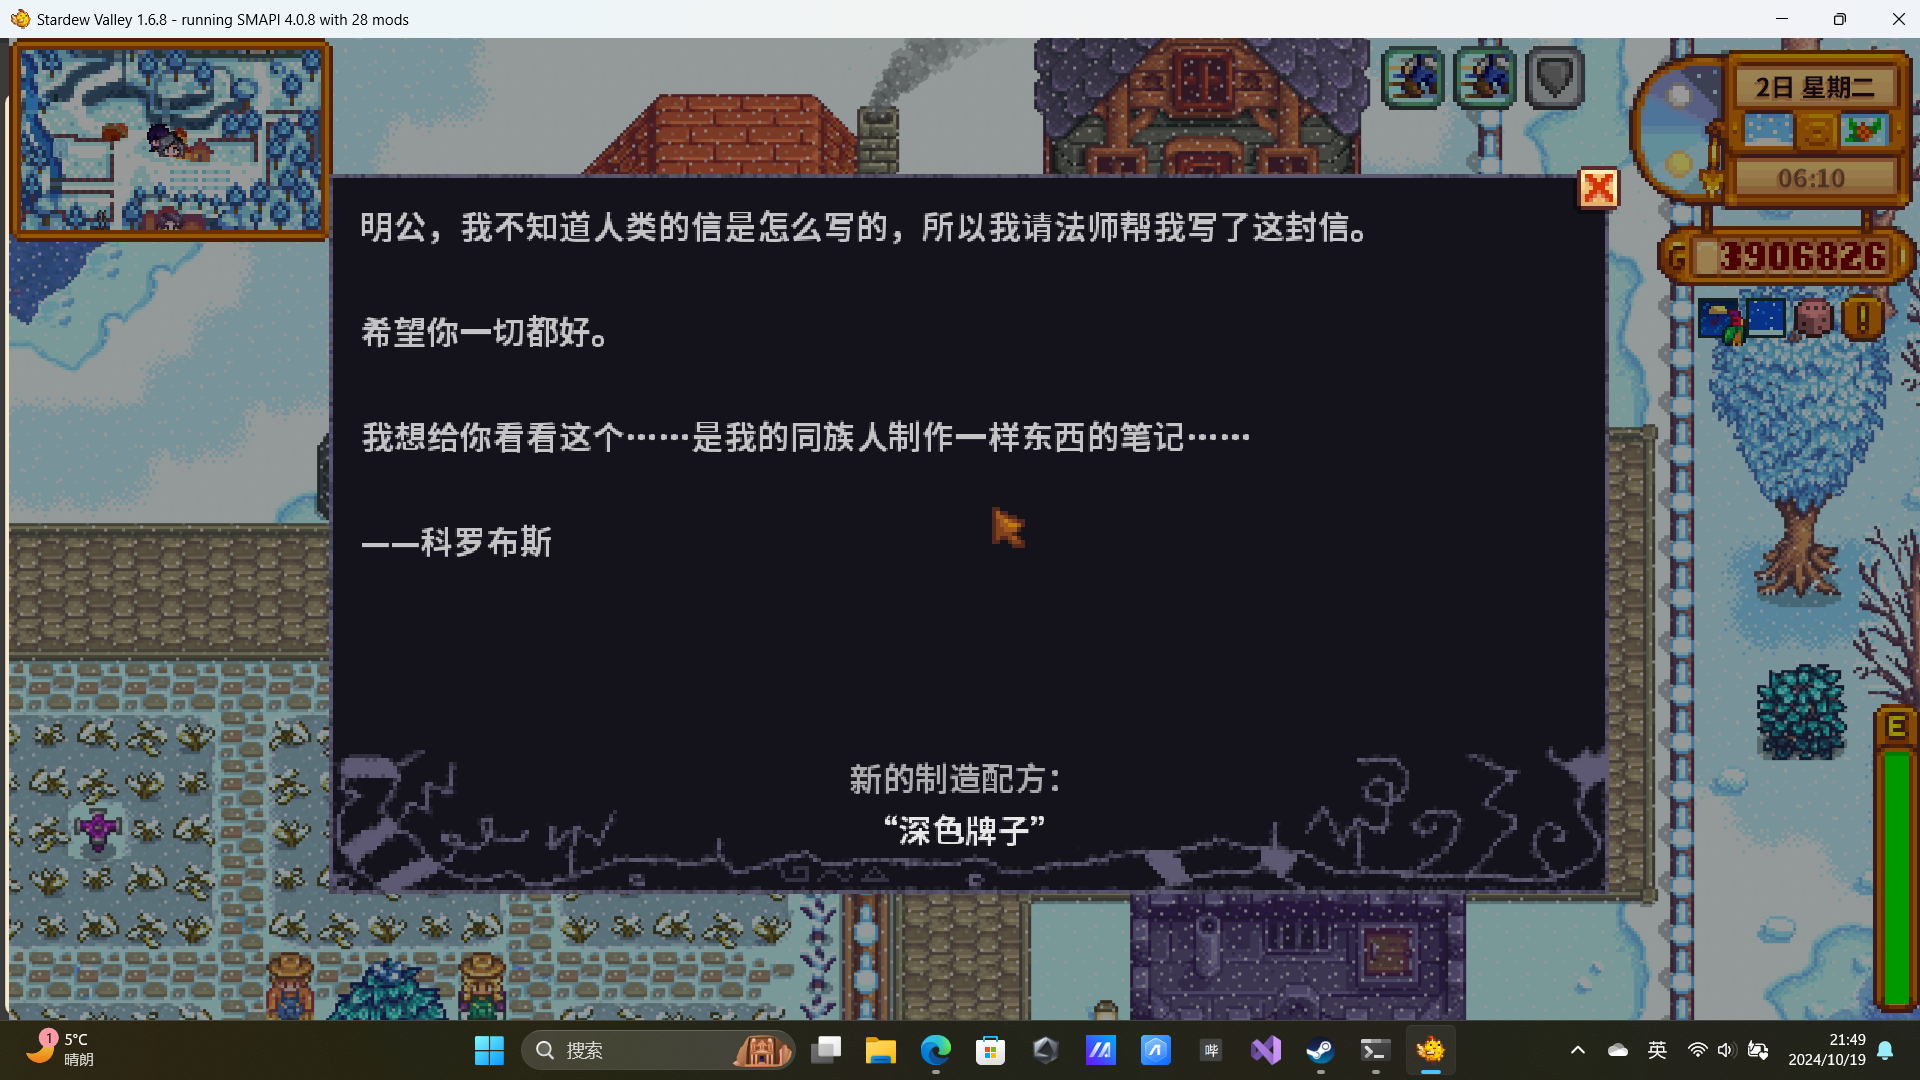 Stardew Valley 1.6.8 - running SMAPI 4.0.8 with 28 mods
2日 星期二
06:10
G 3906826
明公，我不知道人类的信是怎么写的，所以我请法师帮我写了这封信。
希望你一切都好。
我想给你看看这个……是我的同族人制作一样东西的笔记……
——科罗布斯
新的制造配方：
“深色牌子”
E
1
5°C
晴朗
搜索
哔
英
21:49
2024/10/19